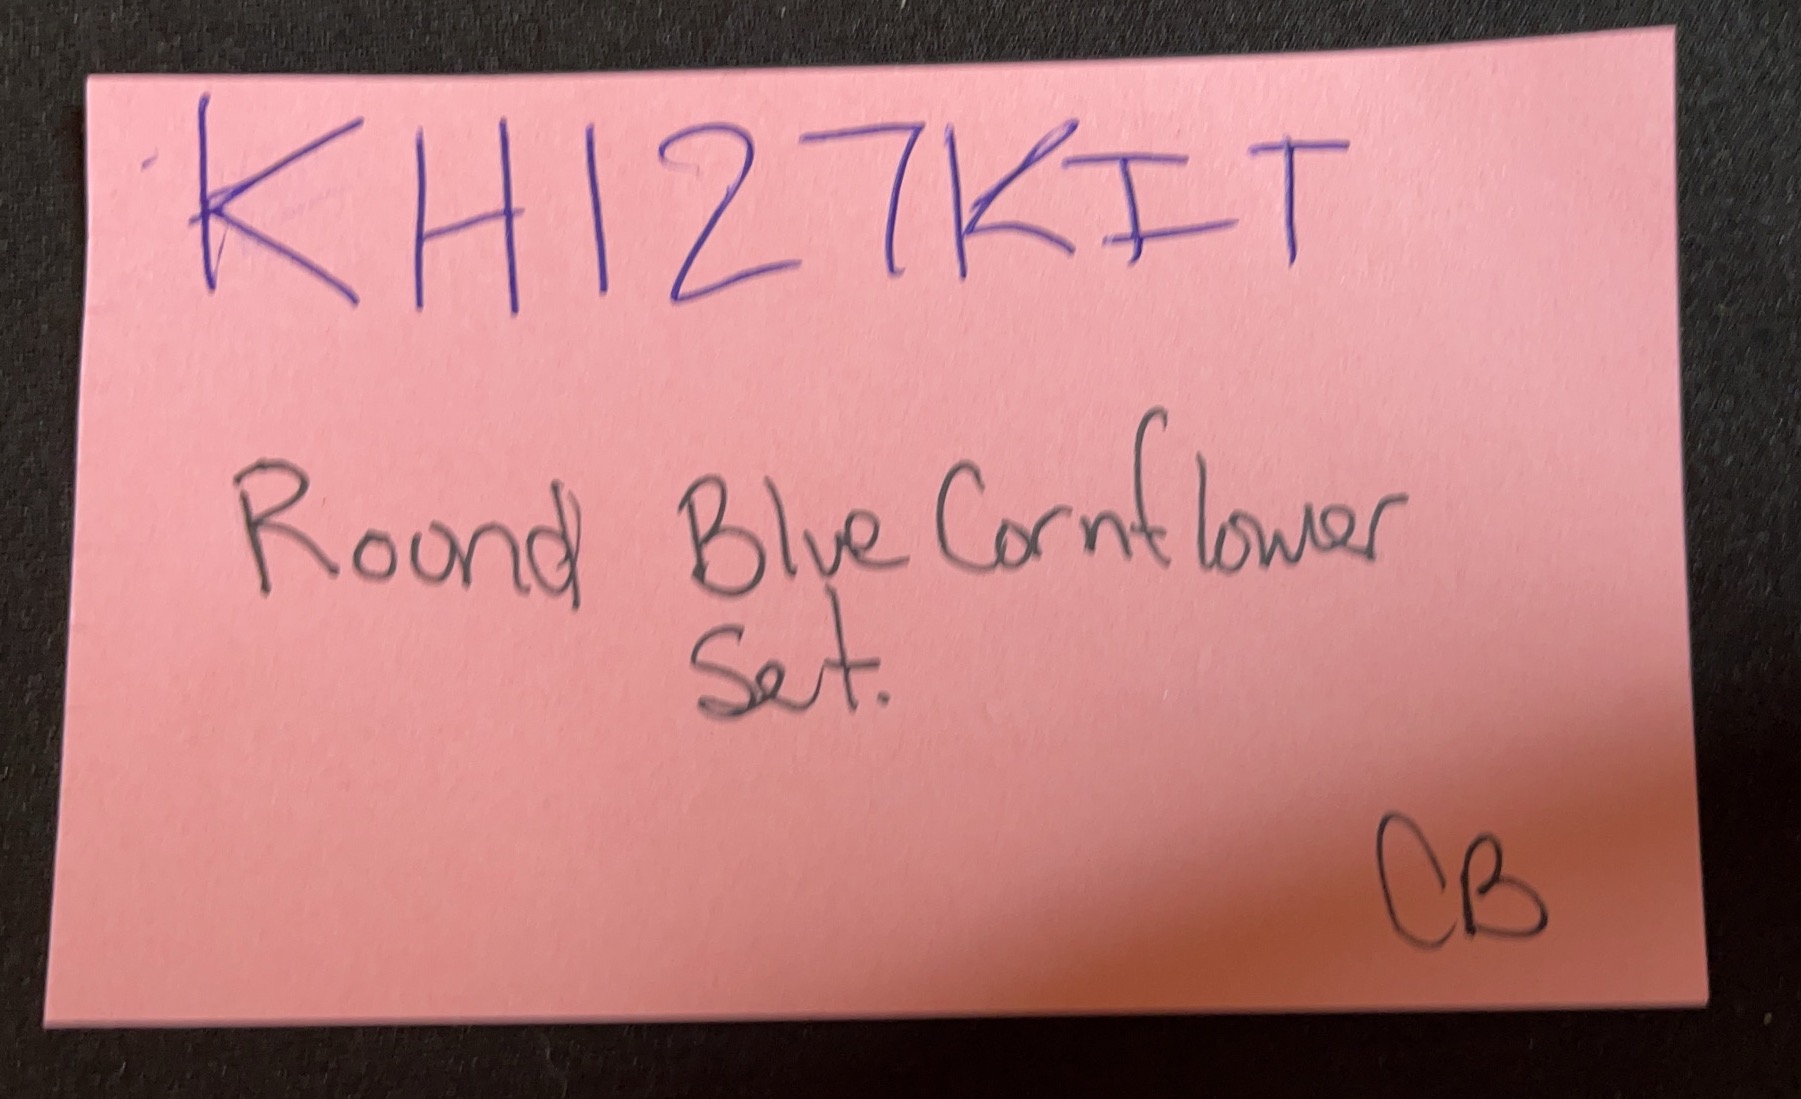 KH127KIT
Round Blue Cornflower
Set.
CB